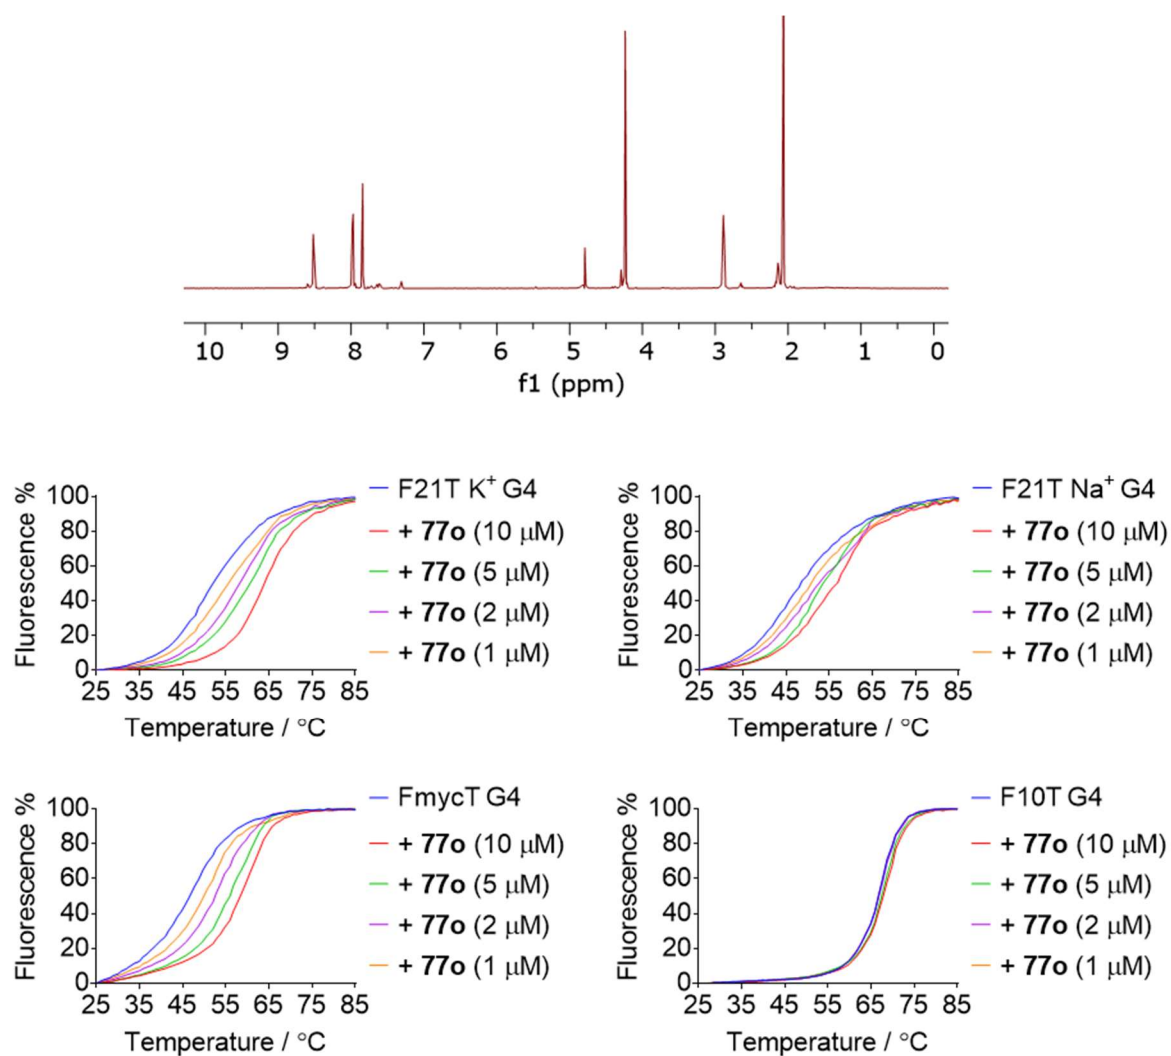 10 9 8 7 6 5 4 3 2 1 0
f1 (ppm)
Fluorescence %
100
80
60
40
20
0
25 35 45 55 65 75 85
Temperature / °C
F21T K⁺ G4
+ 77o (10 μM)
+ 77o (5 μM)
+ 77o (2 μM)
+ 77o (1 μM)
Fluorescence %
100
80
60
40
20
0
25 35 45 55 65 75 85
Temperature / °C
F21T Na⁺ G4
+ 77o (10 μM)
+ 77o (5 μM)
+ 77o (2 μM)
+ 77o (1 μM)
Fluorescence %
100
80
60
40
20
0
25 35 45 55 65 75 85
Temperature / °C
FmycT G4
+ 77o (10 μM)
+ 77o (5 μM)
+ 77o (2 μM)
+ 77o (1 μM)
Fluorescence %
100
80
60
40
20
0
25 35 45 55 65 75 85
Temperature / °C
F10T G4
+ 77o (10 μM)
+ 77o (5 μM)
+ 77o (2 μM)
+ 77o (1 μM)